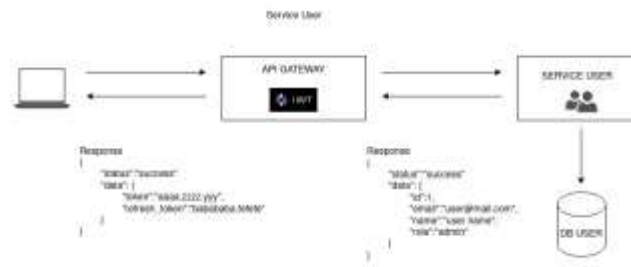 Service User
API GATEWAY
JWT
SERVICE USER
Response
{
"status":"success"
"data": {
"token":"aaaa.2222.yyy",
"refresh_token":"babababa.fefefe"
}
}
Response
{
"status":"success"
"data": {
"id":1,
"email":"user@mail.com",
"name":"user name",
"role":"admin"
}
}
DB USER